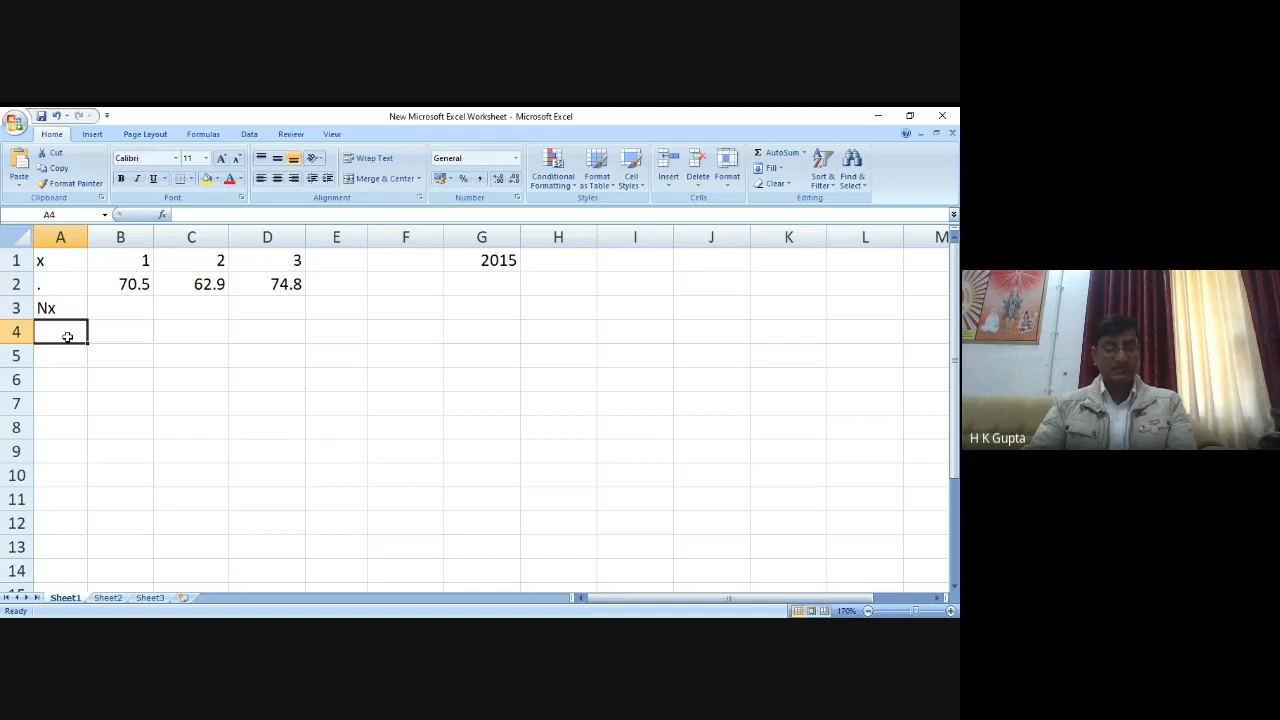 New Microsoft Excel Worksheet - Microsoft Excel
Home Insert Page Layout Formulas Data Review View
Paste Cut Copy Format Painter Clipboard
Calibri 11 A A B I U A Font
Wrap Text Merge & Center Alignment
General % , Number
Conditional Formatting Format as Table Cell Styles Styles
Insert Delete Format Cells
Σ AutoSum Fill Clear Sort & Filter Find & Select Editing
A4 fx
A B C D E F G H I J K L M
1 x 1 2 3 2015
2 . 70.5 62.9 74.8
3 Nx
4
5
6
7
8
9
10
11
12
13
14
Sheet1 Sheet2 Sheet3
Ready 170%
H K Gupta